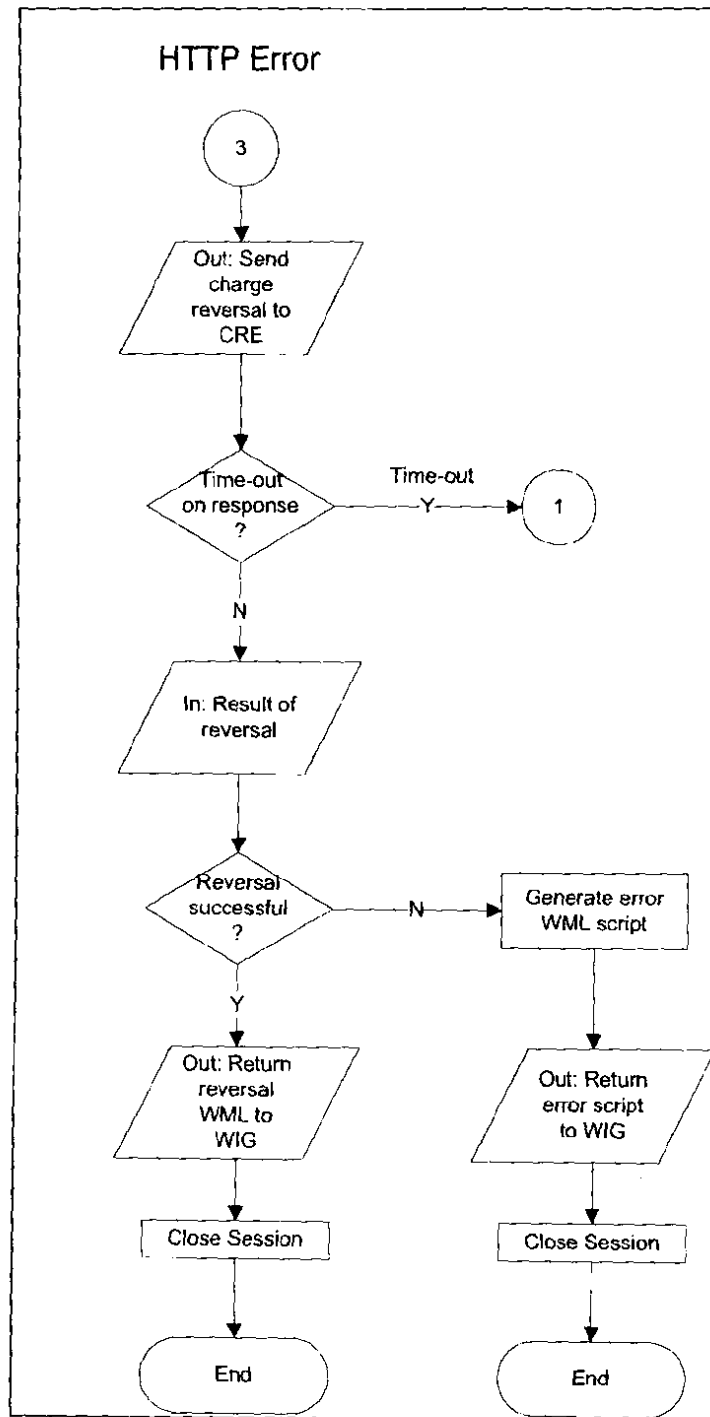 HTTP Error
3
Out: Send
charge
reversal to
CRE
Time-out
on response
?
Time-out
Y
1
N
In: Result of
reversal
Reversal
successful
?
N
Generate error
WML script
Y
Out: Return
reversal
WML to
WIG
Out: Return
error script
to WIG
Close Session
Close Session
End
End